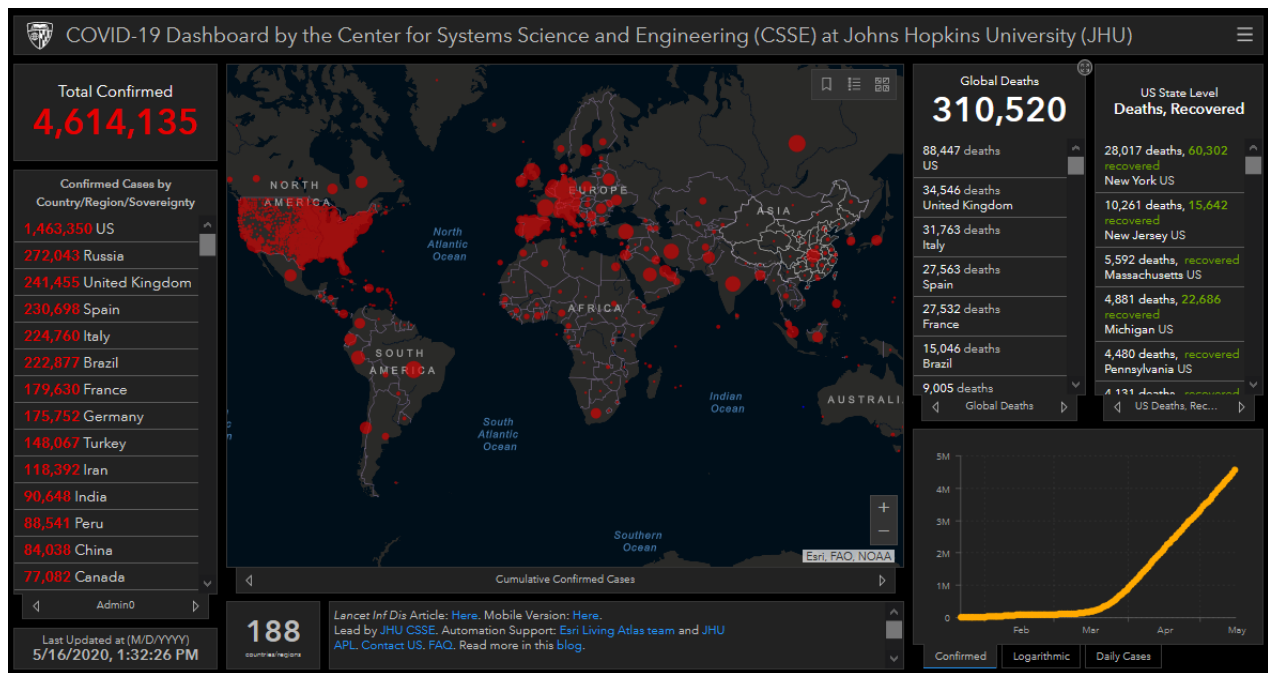 COVID-19 Dashboard by the Center for Systems Science and Engineering (CSSE) at Johns Hopkins University (JHU)
Total Confirmed
4,614,135
Confirmed Cases by
Country/Region/Sovereignty
1,463,350 US
272,043 Russia
241,455 United Kingdom
230,698 Spain
224,760 Italy
222,877 Brazil
179,630 France
175,752 Germany
148,067 Turkey
118,392 Iran
90,648 India
88,541 Peru
84,038 China
77,082 Canada
Admin0
Last Updated at (M/D/YYYY)
5/16/2020, 1:32:26 PM
NORTH
AMERICA
North
Atlantic
Ocean
EUROPE
ASIA
AFRICA
SOUTH
AMERICA
South
Atlantic
Ocean
Indian
Ocean
AUSTRALI
Southern
Ocean
Esri, FAO, NOAA
Cumulative Confirmed Cases
188
countries/regions
Lancet Inf Dis Article: Here. Mobile Version: Here.
Lead by JHU CSSE. Automation Support: Esri Living Atlas team and JHU
APL. Contact US. FAQ. Read more in this blog.
Global Deaths
310,520
88,447 deaths
US
34,546 deaths
United Kingdom
31,763 deaths
Italy
27,563 deaths
Spain
27,532 deaths
France
15,046 deaths
Brazil
9,005 deaths
Global Deaths
US State Level
Deaths, Recovered
28,017 deaths, 60,302
recovered
New York US
10,261 deaths, 15,642
recovered
New Jersey US
5,592 deaths, recovered
Massachusetts US
4,881 deaths, 22,686
recovered
Michigan US
4,480 deaths, recovered
Pennsylvania US
4,131 deaths, recovered
US Deaths, Rec...
5M
4M
3M
2M
1M
0
Feb
Mar
Apr
May
Confirmed
Logarithmic
Daily Cases